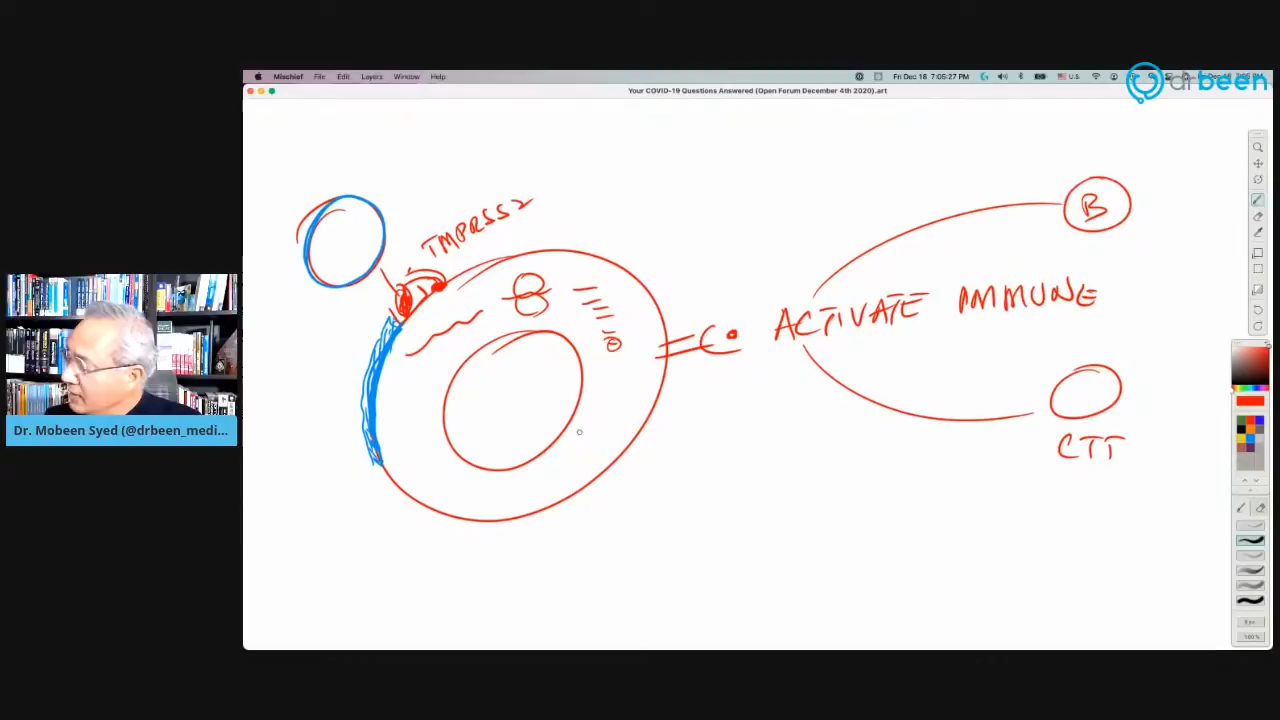 Mischief File Edit Layers Window Help
Fri Dec 18 7:05:27 PM
U.S.
drbeen
Your COVID-19 Questions Answered (Open Forum December 4th 2020).art
TMPRSS2
B
ACTIVATE IMMUNE
CTT
Dr. Mobeen Syed (@drbeen_medi...